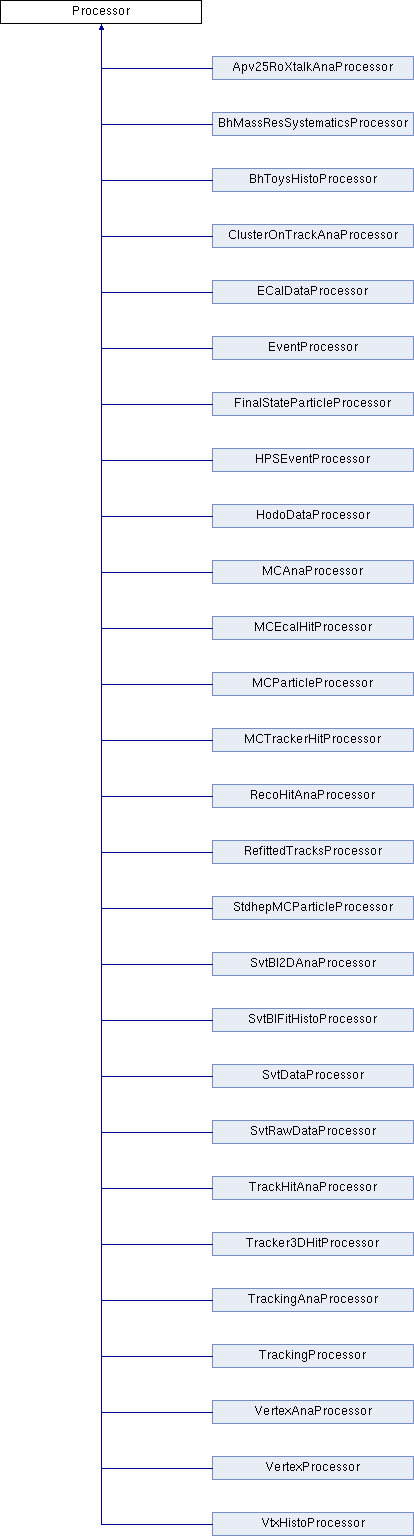 Processor
Apv25RoXtalkAnaProcessor
BhMassResSystematicsProcessor
BhToysHistoProcessor
ClusterOnTrackAnaProcessor
ECalDataProcessor
EventProcessor
FinalStateParticleProcessor
HPSEventProcessor
HodoDataProcessor
MCAnaProcessor
MCEcalHitProcessor
MCParticleProcessor
MCTrackerHitProcessor
RecoHitAnaProcessor
RefittedTracksProcessor
StdhepMCParticleProcessor
SvtBl2DAnaProcessor
SvtBlFitHistoProcessor
SvtDataProcessor
SvtRawDataProcessor
TrackHitAnaProcessor
Tracker3DHitProcessor
TrackingAnaProcessor
TrackingProcessor
VertexAnaProcessor
VertexProcessor
VtxHistoProcessor